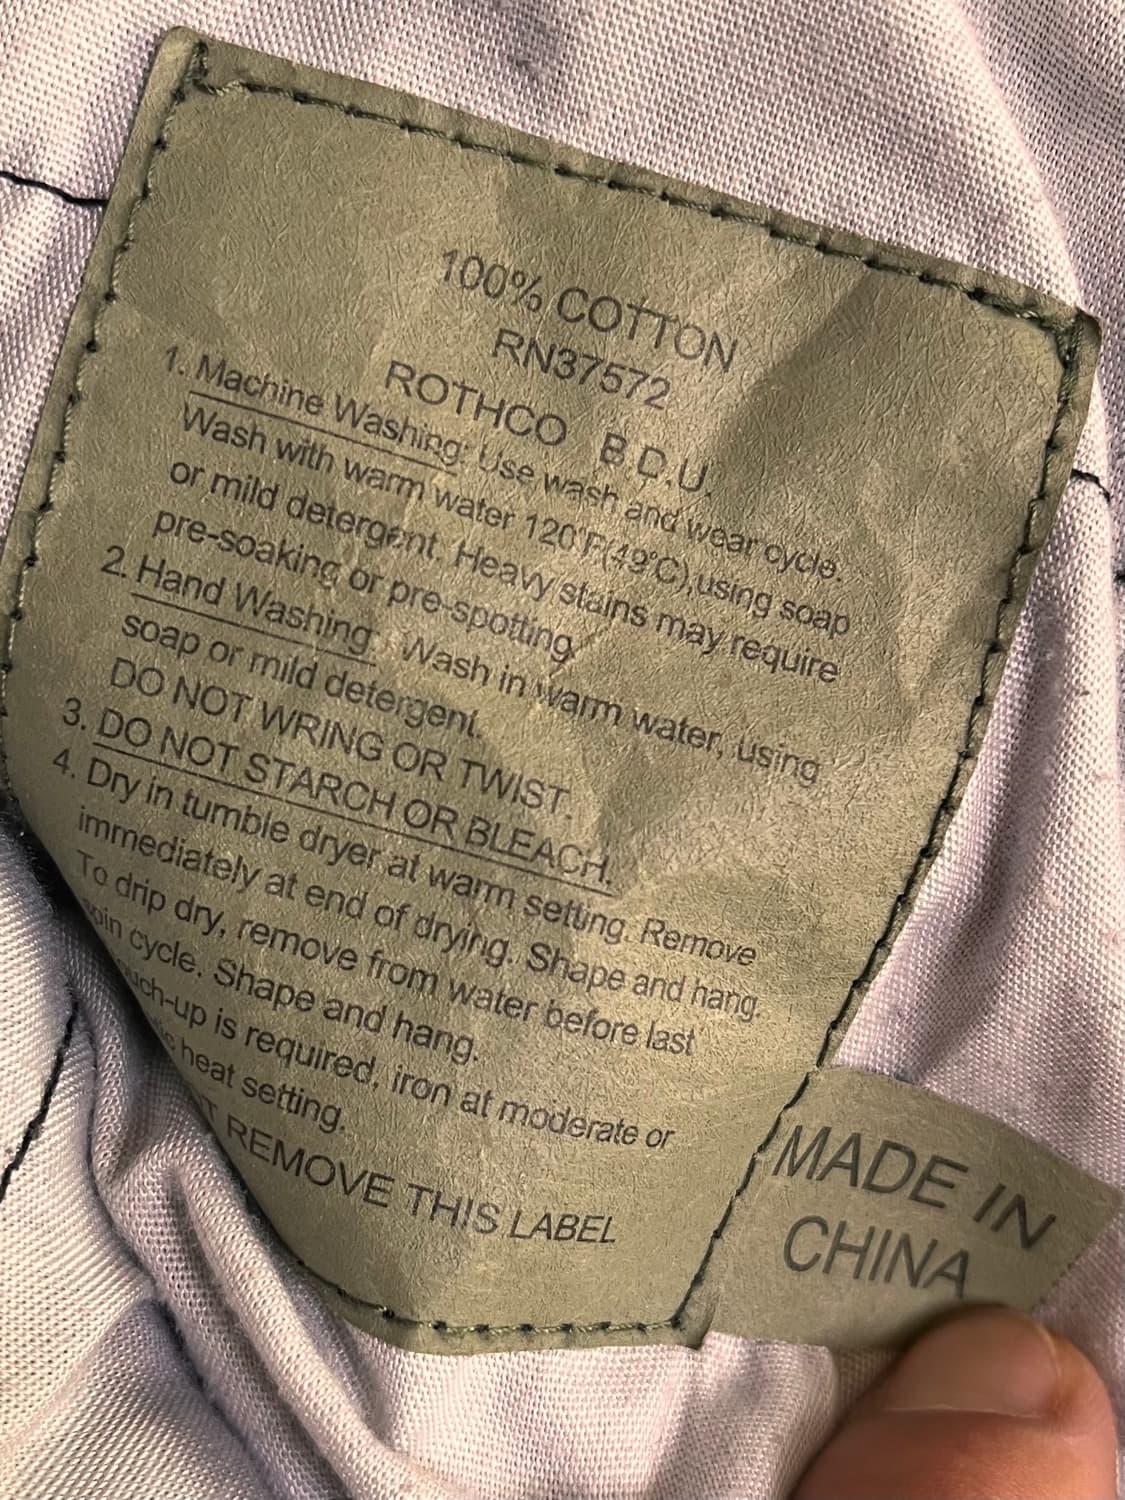 100% COTTON
RN37572
ROTHCO B.D.U.
1. Machine Washing: Use wash and wear cycle.
Wash with warm water 120°F(49°C),using soap
or mild detergent. Heavy stains may require
pre-soaking or pre-spotting.
2. Hand Washing: Wash in warm water, using
soap or mild detergent.
DO NOT WRING OR TWIST.
3. DO NOT STARCH OR BLEACH.
4. Dry in tumble dryer at warm setting. Remove
immediately at end of drying. Shape and hang.
To drip dry, remove from water before last
spin cycle. Shape and hang.
is required, iron at moderate or
heat setting.
REMOVE THIS LABEL
MADE IN
CHINA